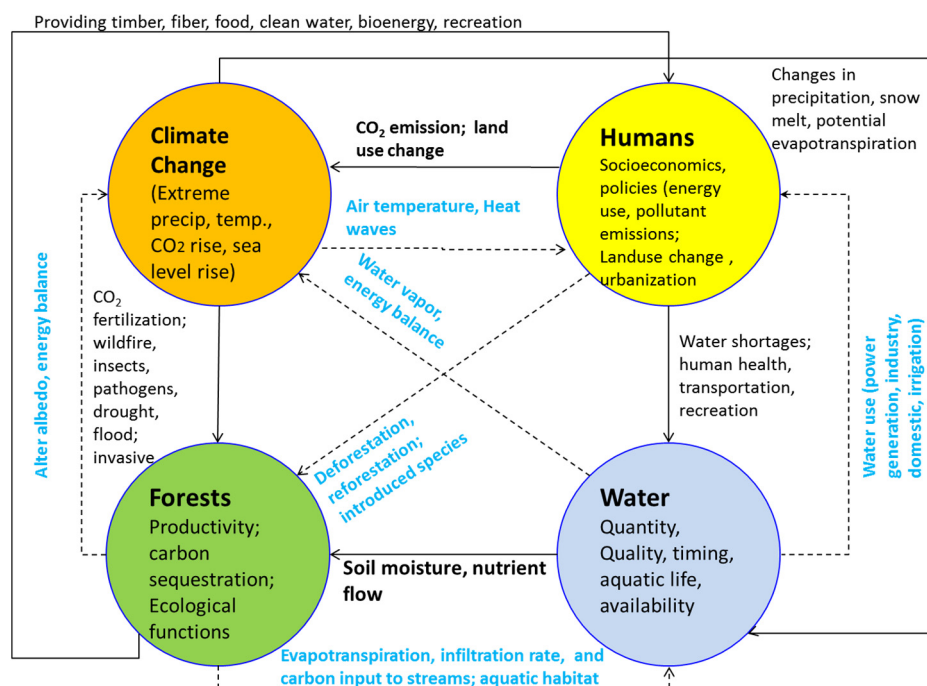 Providing timber, fiber, food, clean water, bioenergy, recreation
Changes in
precipitation, snow
melt, potential
evapotranspiration
Climate
Change
(Extreme
precip, temp.,
CO2 rise, sea
level rise)
CO₂ emission; land
use change
Humans
Socioeconomics,
policies (energy
use, pollutant
emissions;
Landuse change ,
urbanization
Air temperature, Heat
waves
Water vapor,
energy balance
Alter albedo, energy balance
CO₂
fertilization;
wildfire,
insects,
pathogens,
drought,
flood;
invasive
Water shortages;
human health,
transportation,
recreation
Water use (power
generation, industry,
domestic, irrigation)
Deforestation,
reforestation;
introduced species
Forests
Productivity;
carbon
sequestration;
Ecological
functions
Soil moisture, nutrient
flow
Water
Quantity,
Quality, timing,
aquatic life,
availability
Evapotranspiration, infiltration rate, and
carbon input to streams; aquatic habitat